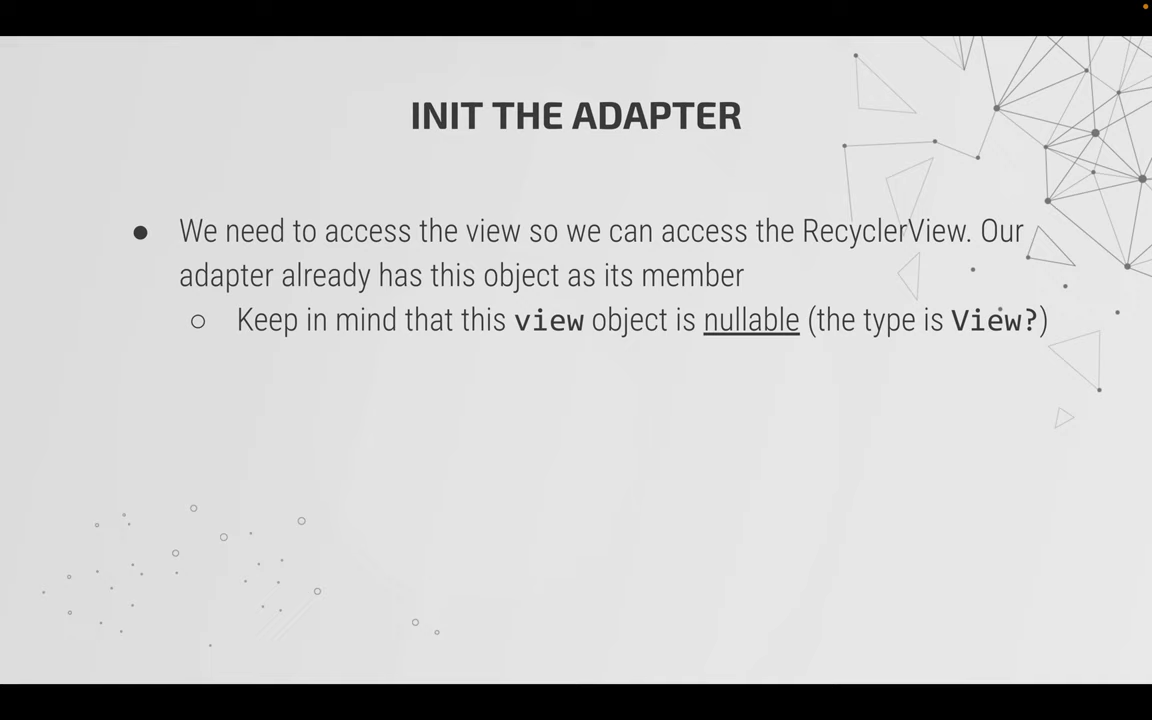 INIT THE ADAPTER
● We need to access the view so we can access the RecyclerView. Our
adapter already has this object as its member
○ Keep in mind that this view object is nullable (the type is View?)